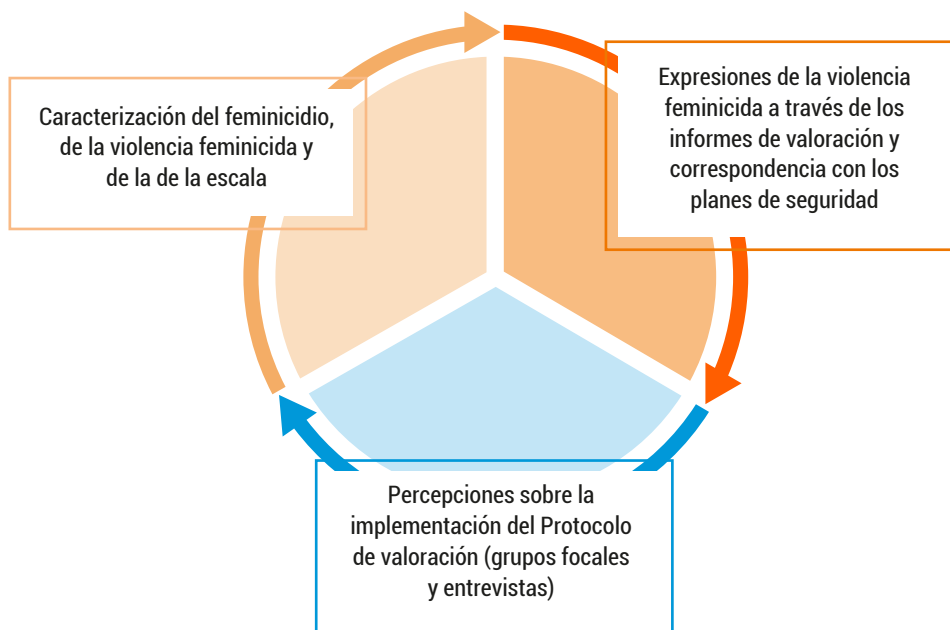 Caracterización del feminicidio,
de la violencia feminicida y
de la de la escala
Expresiones de la violencia
feminicida a través de los
informes de valoración y
correspondencia con los
planes de seguridad
Percepciones sobre la
implementación del Protocolo
de valoración (grupos focales
y entrevistas)